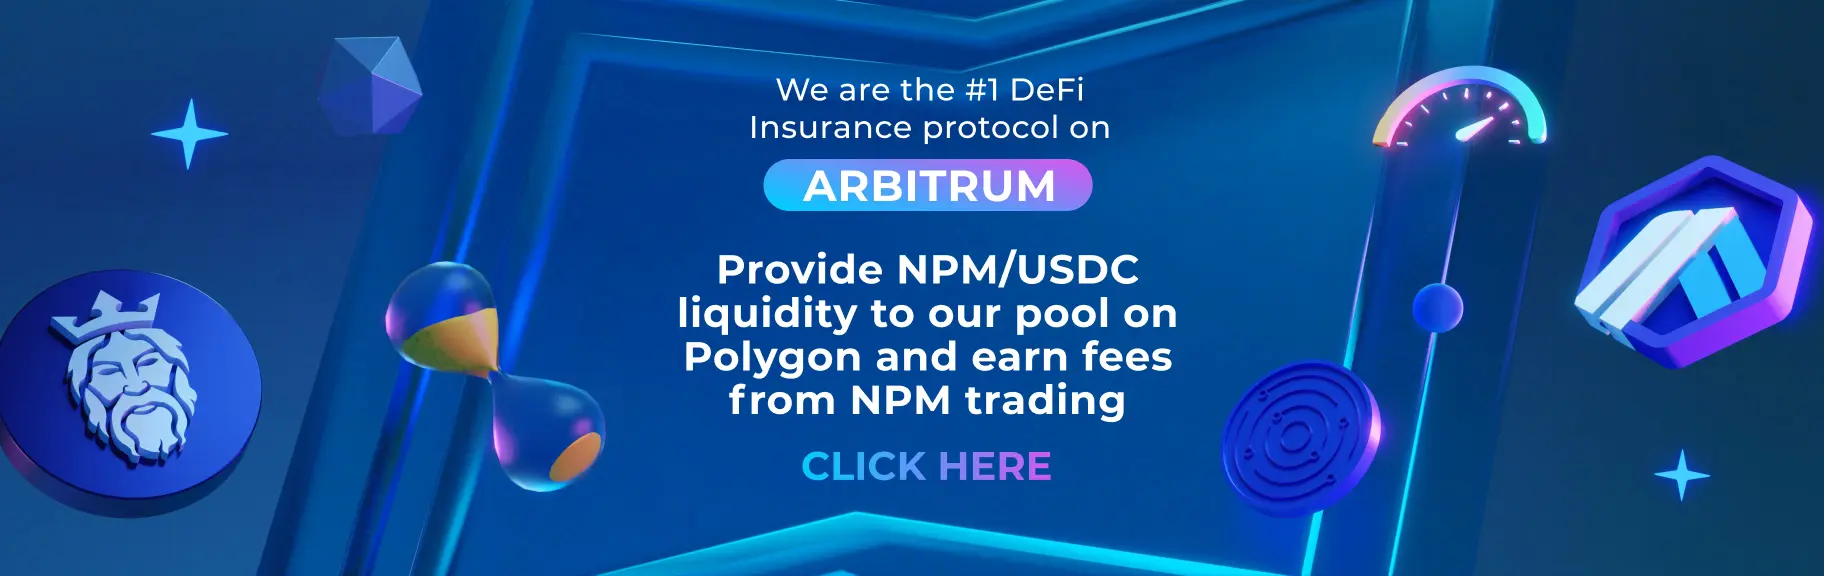 We are the #1 DeFi
Insurance protocol on
ARBITRUM
Provide NPM/USDC
liquidity to our pool on
Polygon and earn fees
from NPM trading
CLICK HERE